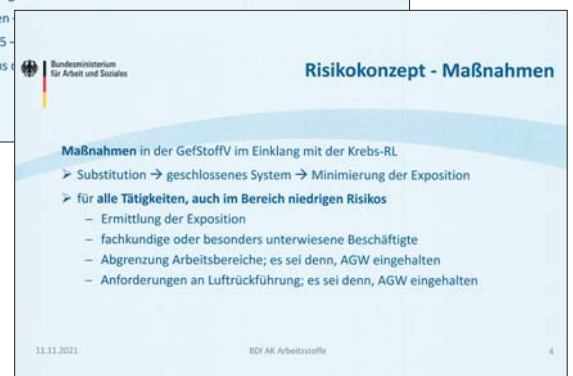 en
5 -
Bundesministerium
für Arbeit und Soziales
Risikokonzept - Maßnahmen
Maßnahmen in der GefStoffV im Einklang mit der Krebs-RL
➢ Substitution → geschlossenes System → Minimierung der Exposition
➢ für alle Tätigkeiten, auch im Bereich niedrigen Risikos
– Ermittlung der Exposition
– fachkundige oder besonders unterwiesene Beschäftigte
– Abgrenzung Arbeitsbereiche; es sei denn, AGW eingehalten
– Anforderungen an Luftrückführung; es sei denn, AGW eingehalten
11.11.2021
BDI AK Arbeitsstoffe
4